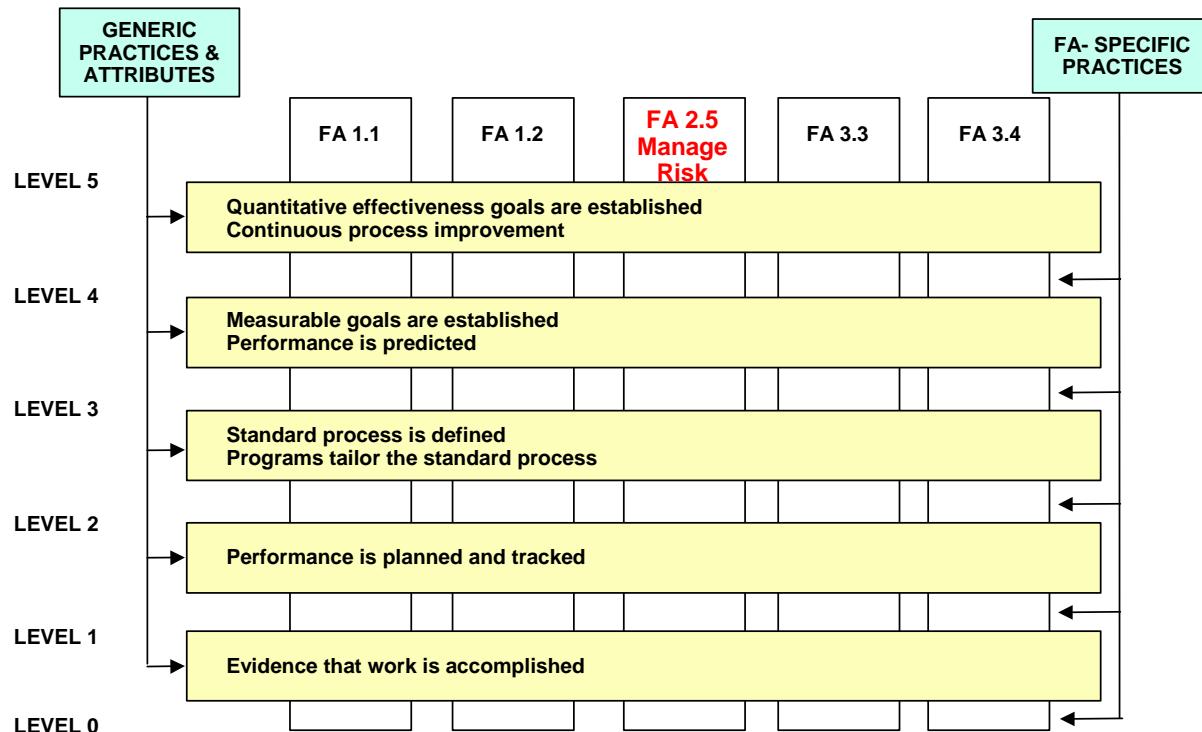 GENERIC
PRACTICES &
ATTRIBUTES
FA- SPECIFIC
PRACTICES
FA 1.1
FA 1.2
FA 2.5
Manage
Risk
FA 3.3
FA 3.4
LEVEL 5
Quantitative effectiveness goals are established
Continuous process improvement
LEVEL 4
Measurable goals are established
Performance is predicted
LEVEL 3
Standard process is defined
Programs tailor the standard process
LEVEL 2
Performance is planned and tracked
LEVEL 1
Evidence that work is accomplished
LEVEL 0